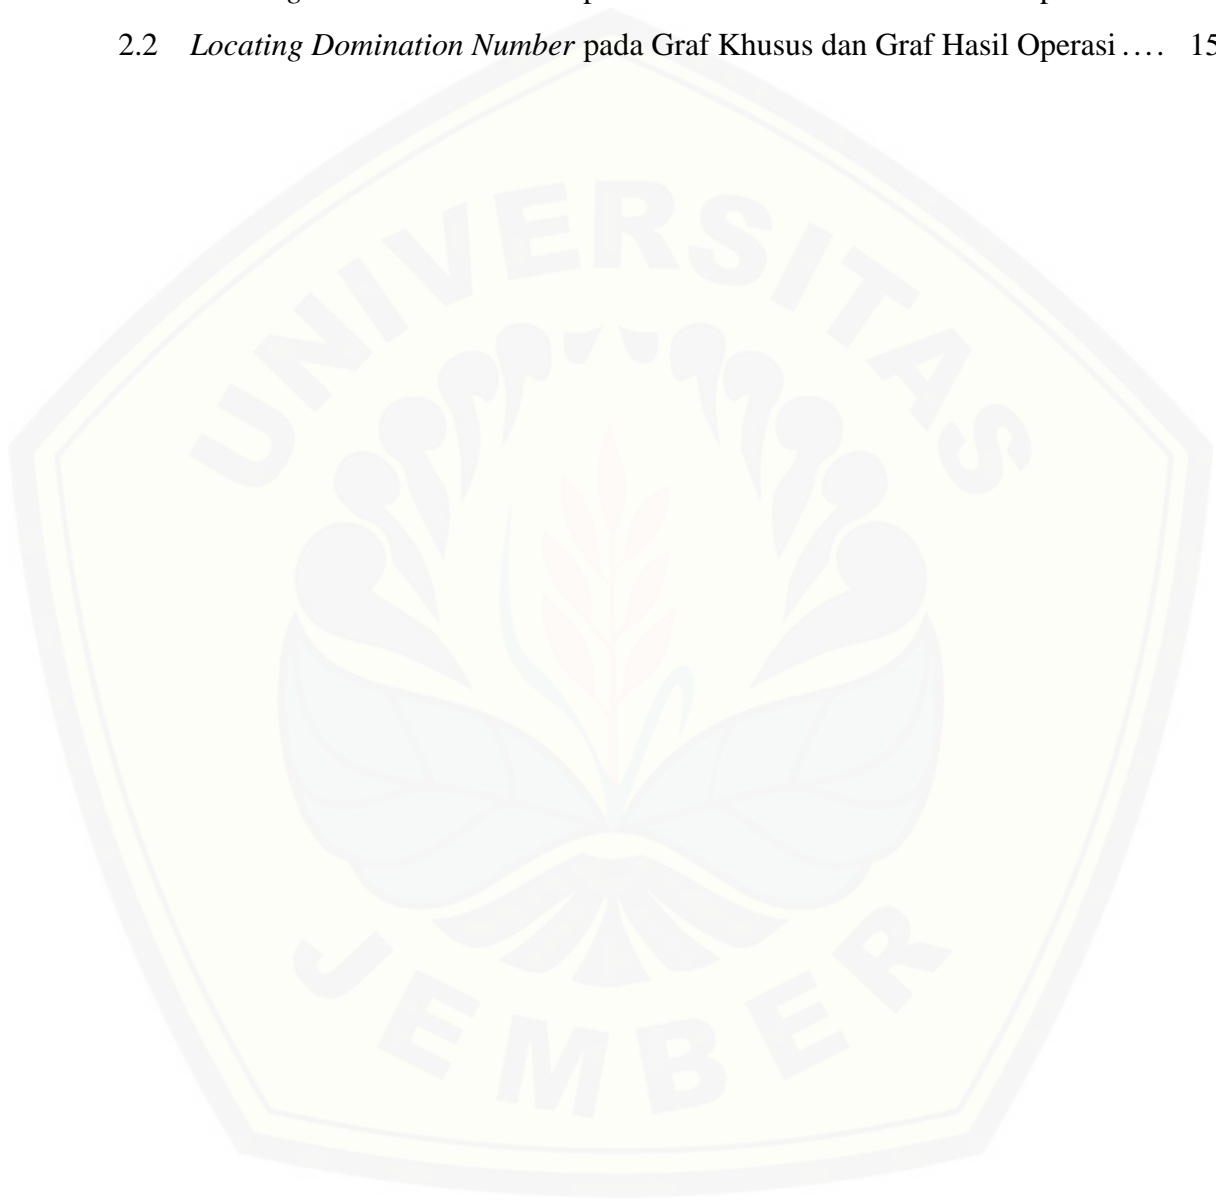 2.2 Locating Domination Number pada Graf Khusus dan Graf Hasil Operasi .... 15
UNIVERSITAS
JEMBER